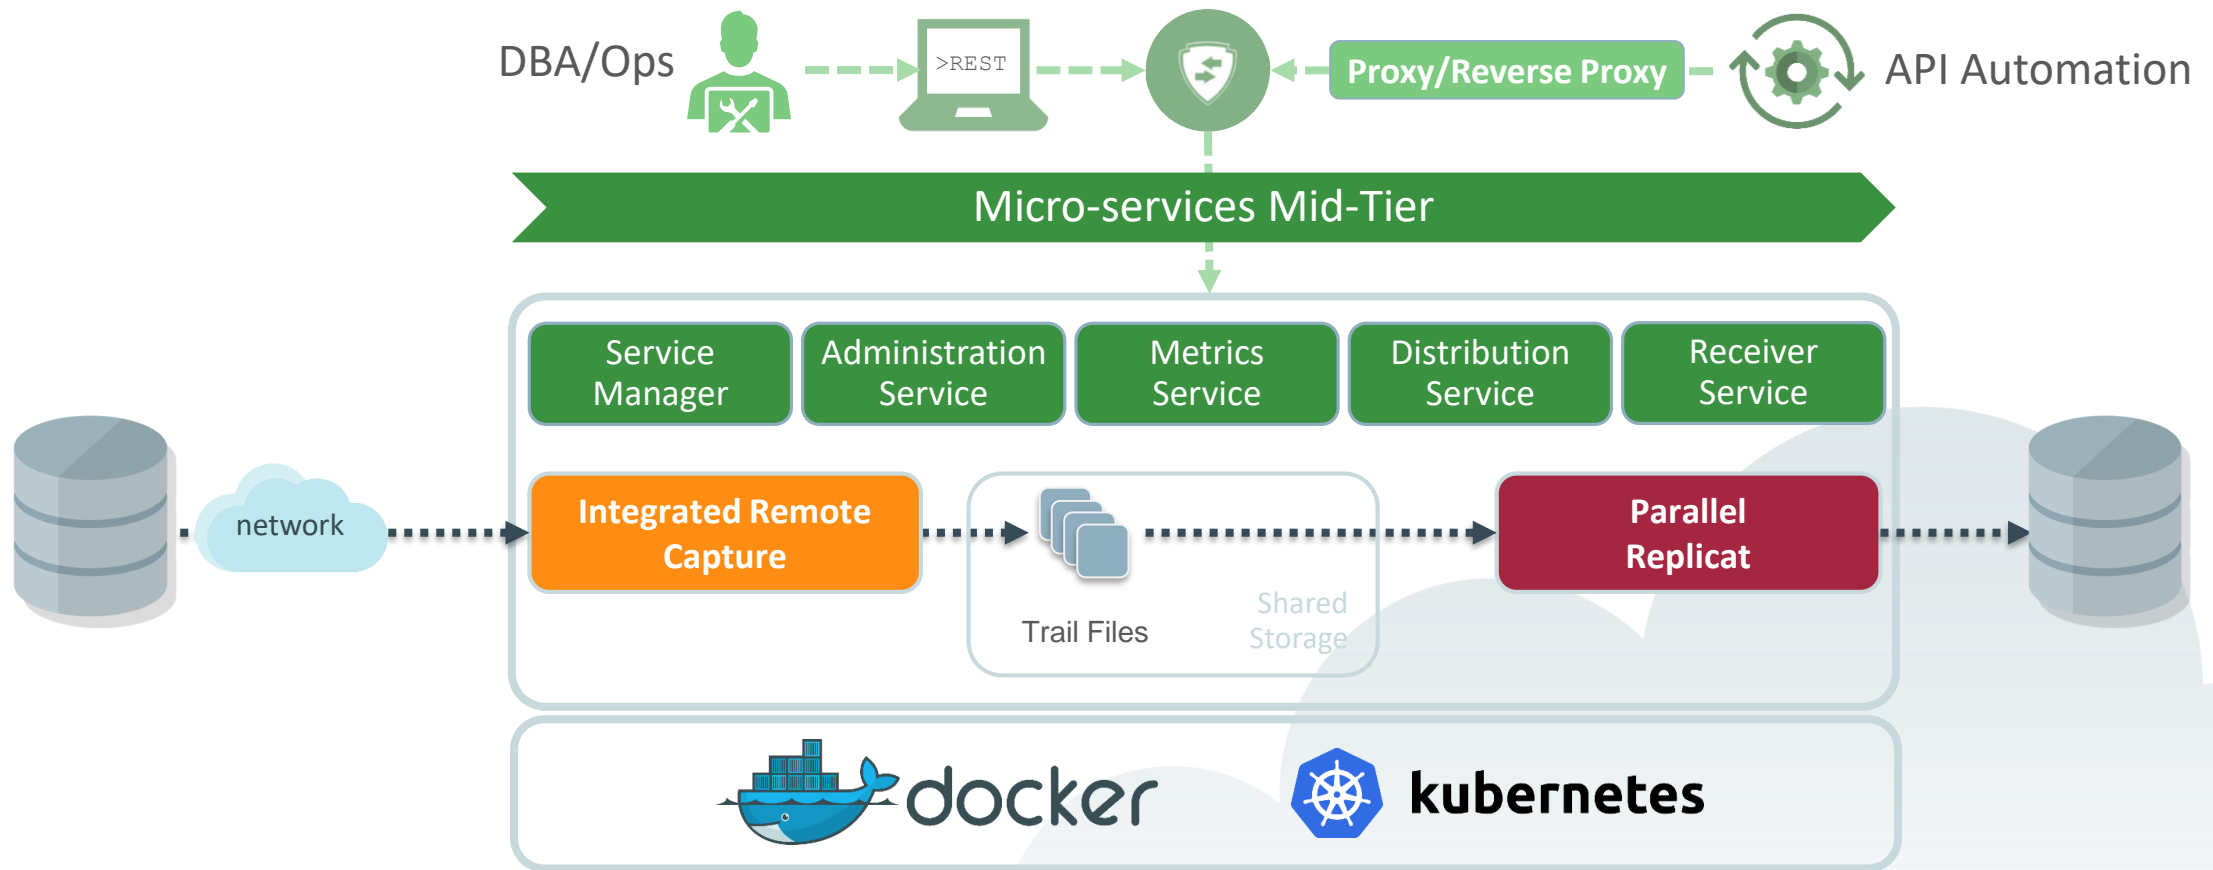 DBA/Ops
>REST
Proxy/Reverse Proxy
API Automation
Micro-services Mid-Tier
Service
Manager
Administration
Service
Metrics
Service
Distribution
Service
Receiver
Service
network
Integrated Remote
Capture
Trail Files
Shared
Storage
Parallel
Replicat
docker
kubernetes